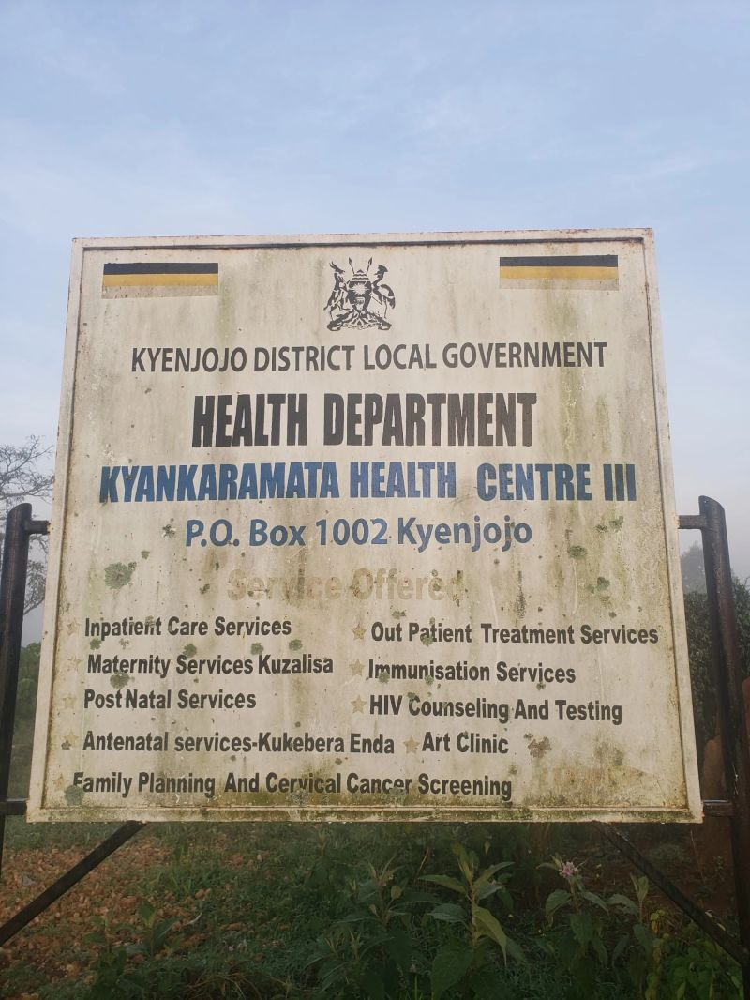 KYENJOJO DISTRICT LOCAL GOVERNMENT
HEALTH DEPARTMENT
KYANKARAMATA HEALTH CENTRE III
P.O. Box 1002 Kyenjojo
Service Offered
Inpatient Care Services
Out Patient Treatment Services
Maternity Services Kuzalisa
Immunisation Services
Post Natal Services
HIV Counseling And Testing
Antenatal services-Kukebera Enda
Art Clinic
Family Planning And Cervical Cancer Screening